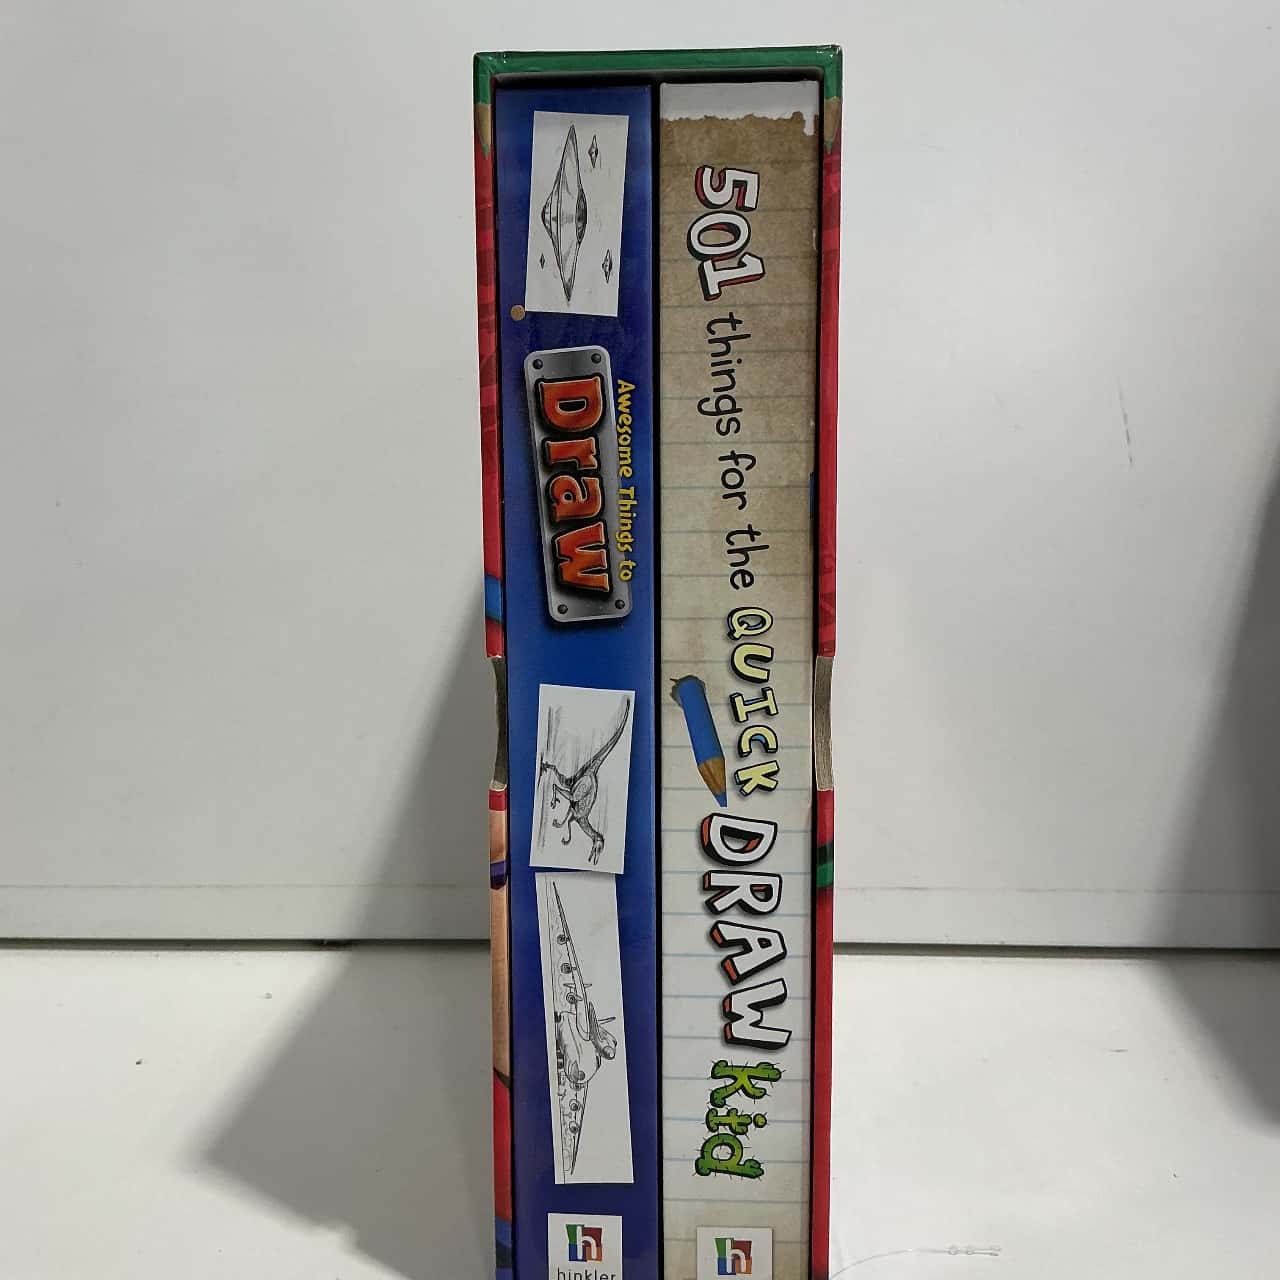 Awesome Things to
Draw
h
hinkler
501 things for the QUICK DRAW kid
h